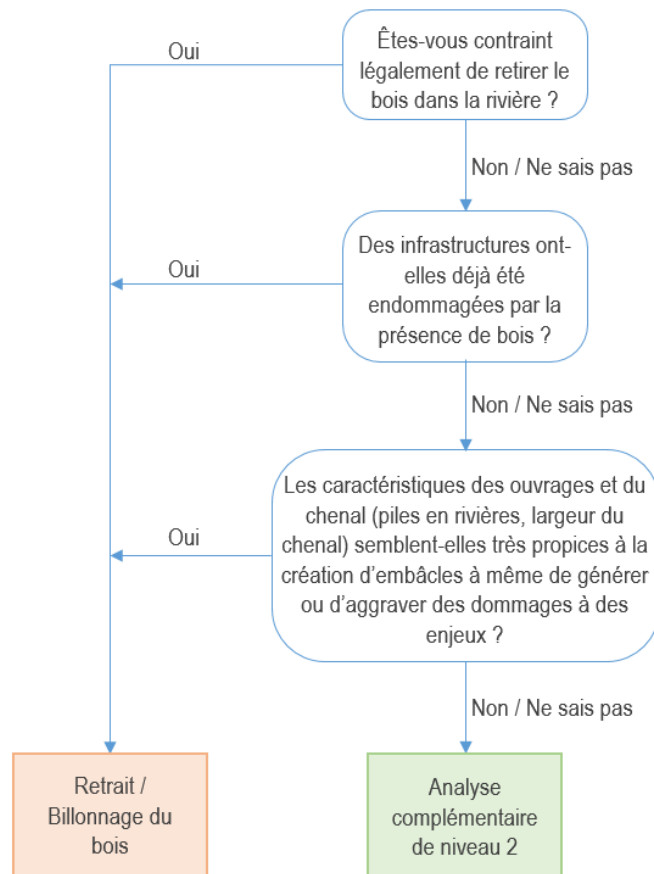 Êtes-vous contraint
légalement de retirer le
bois dans la rivière ?
Oui
Non / Ne sais pas
Des infrastructures ont-
elles déjà été
endommagées par la
présence de bois ?
Oui
Non / Ne sais pas
Les caractéristiques des ouvrages et du
chenal (piles en rivières, largeur du
chenal) semblent-elles très propices à la
création d’embâcles à même de générer
ou d’aggraver des dommages à des
enjeux ?
Oui
Non / Ne sais pas
Retrait /
Billonnage du
bois
Analyse
complémentaire
de niveau 2